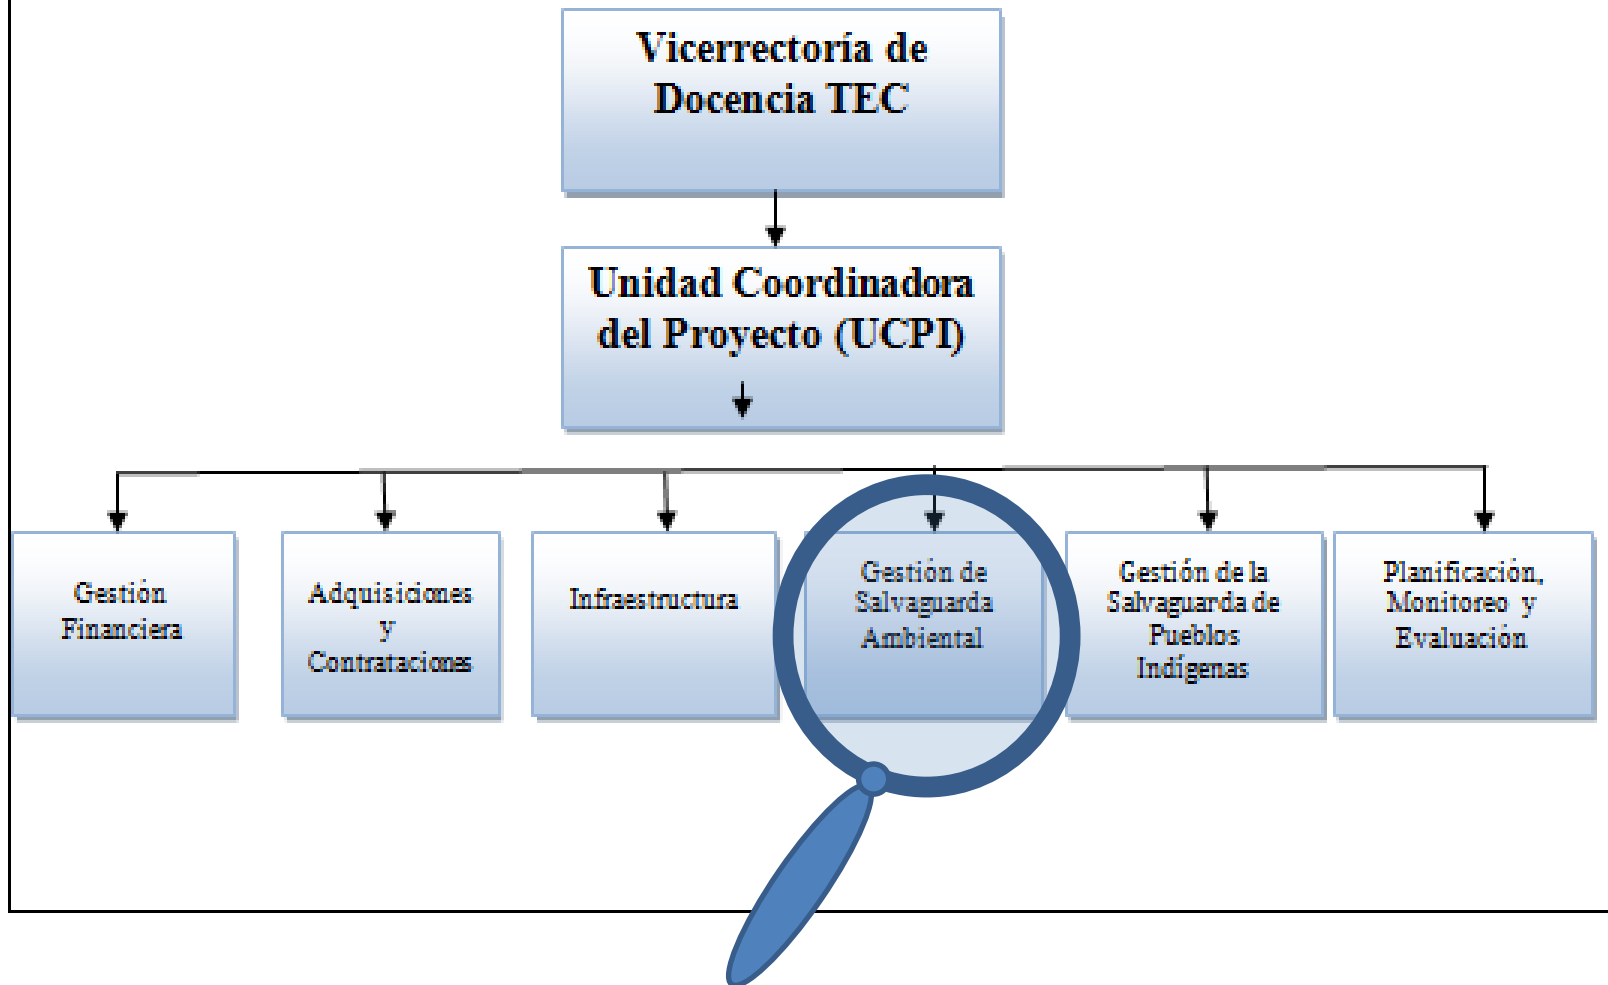 Vicerrectoría de
Docencia TEC
Unidad Coordinadora
del Proyecto (UCPI)
Gestión
Financiera
Adquisiciones
y
Contrataciones
Infraestructura
Gestión de
Salvaguarda
Ambiental
Gestión de la
Salvaguarda de
Pueblos
Indígenas
Planificación,
Monitoreo y
Evaluación